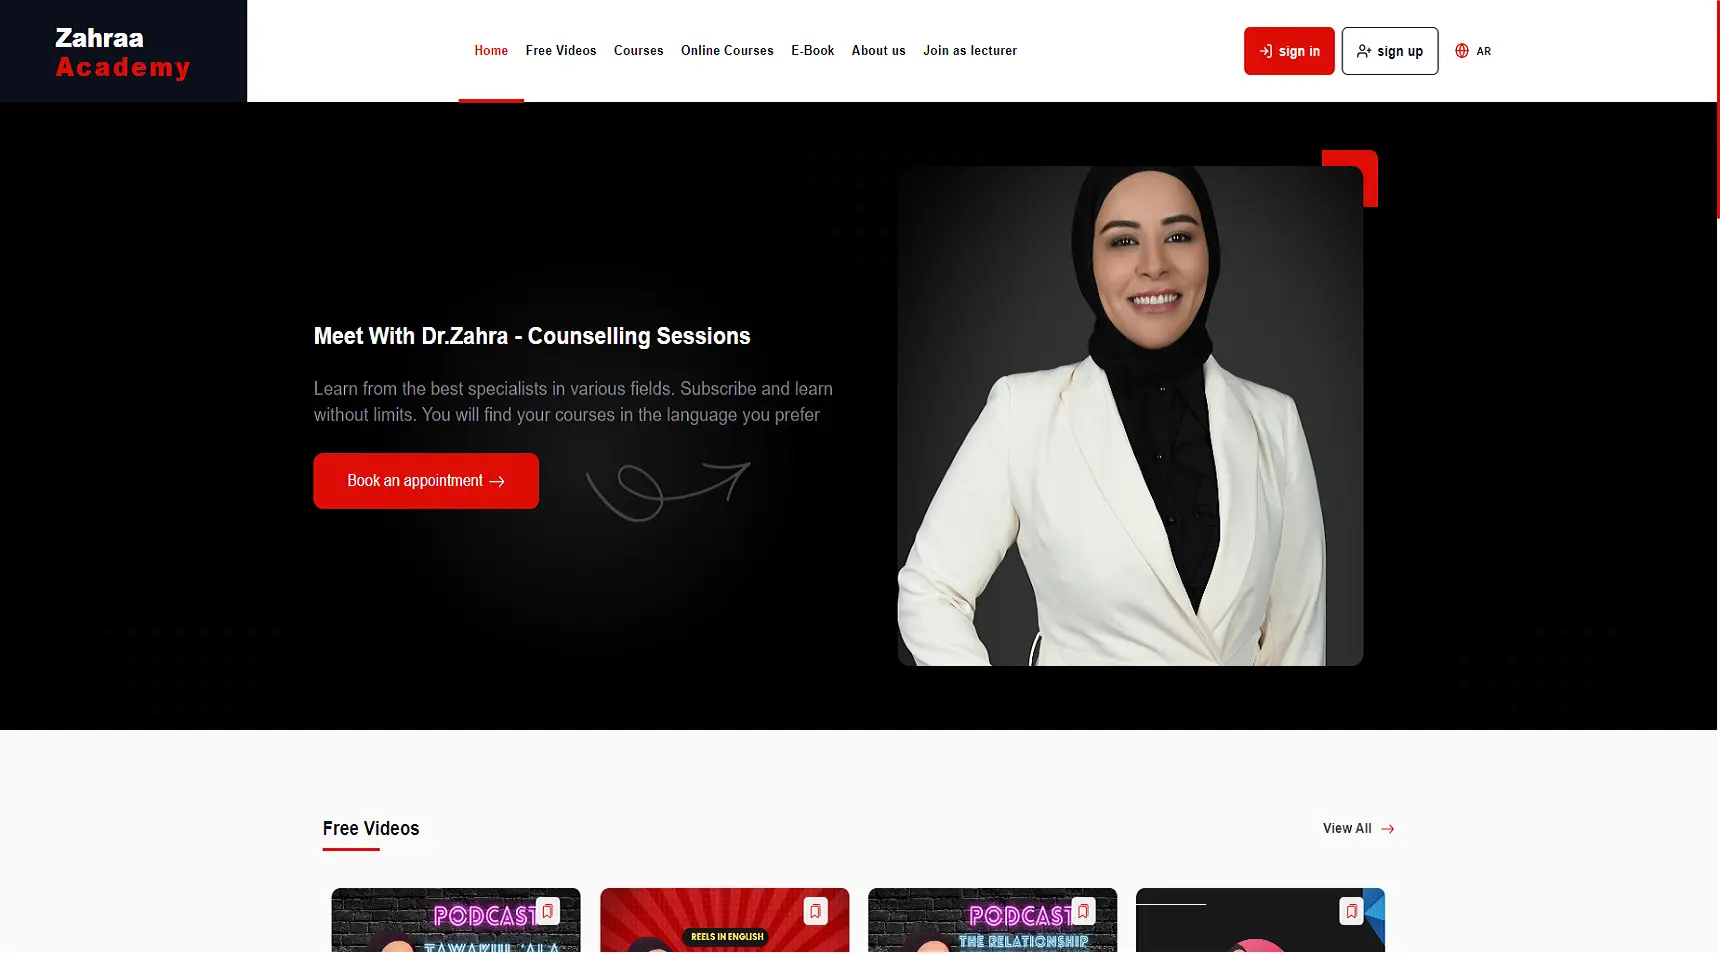 Zahraa
Academy
Home
Free Videos
Courses
Online Courses
E-Book
About us
Join as lecturer
sign in
sign up
AR
Meet With Dr.Zahra - Counselling Sessions
Learn from the best specialists in various fields. Subscribe and learn
without limits. You will find your courses in the language you prefer
Book an appointment
Free Videos
View All
PODCAST
TAWAKUL 'ALA
REELS IN ENGLISH
PODCAST
THE RELATIONSHIP